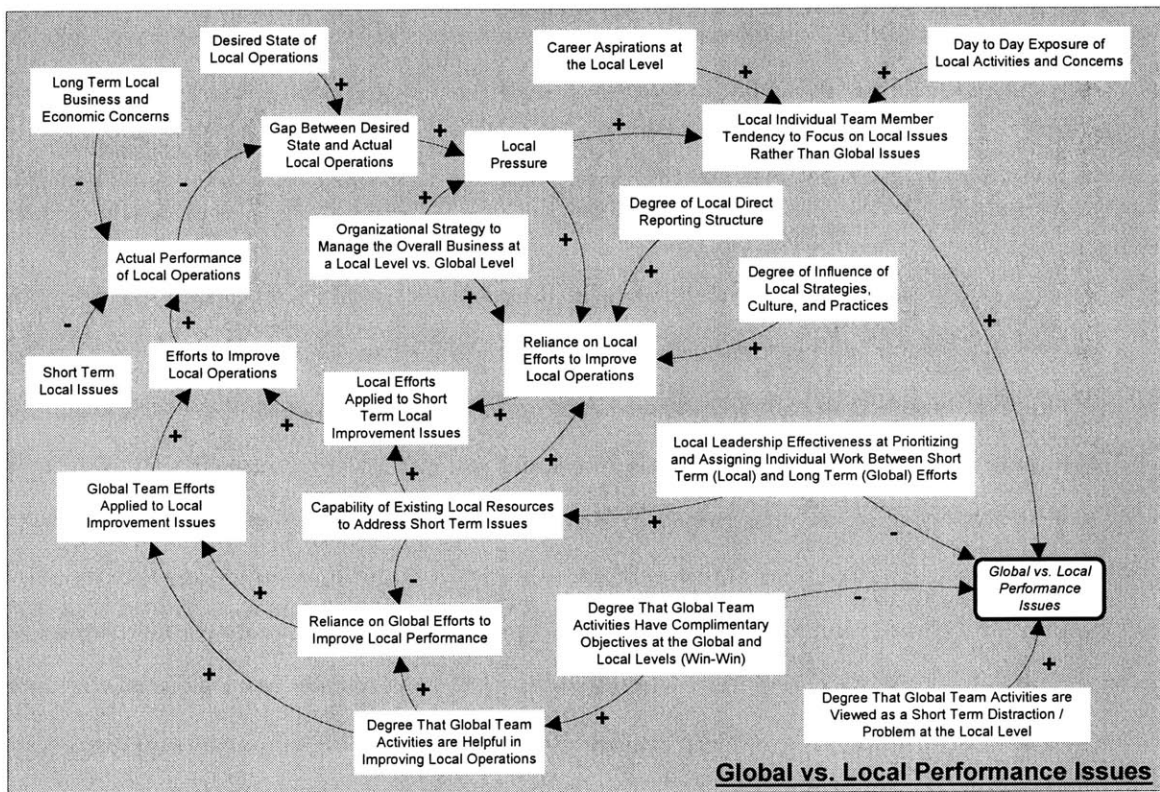 Desired State of
Local Operations
Career Aspirations at
the Local Level
Day to Day Exposure of
Local Activities and Concerns
Long Term Local
Business and
Economic Concerns
+
+
+
Gap Between Desired
State and Actual
Local Operations
+
Local
Pressure
+
Local Individual Team Member
Tendency to Focus on Local Issues
Rather Than Global Issues
-
-
+
Organizational Strategy to
Manage the Overall Business at
a Local Level vs. Global Level
+
Degree of Local Direct
Reporting Structure
Actual Performance
of Local Operations
+
+
Degree of Influence of
Local Strategies,
Culture, and Practices
-
+
+
+
Short Term
Local Issues
Efforts to Improve
Local Operations
Reliance on Local
Efforts to Improve
Local Operations
+
Local Efforts
Applied to Short
Term Local
Improvement Issues
+
+
+
Local Leadership Effectiveness at Prioritizing
and Assigning Individual Work Between Short
Term (Local) and Long Term (Global) Efforts
Global Team Efforts
Applied to Local
Improvement Issues
+
+
Capability of Existing Local Resources
to Address Short Term Issues
+
-
-
+
Global vs. Local
Performance
Issues
-
Reliance on Global Efforts to
Improve Local Performance
Degree That Global Team
Activities Have Complimentary
Objectives at the Global and
Local Levels (Win-Win)
+
+
+
+
Degree That Global Team
Activities are Helpful in
Improving Local Operations
Degree That Global Team Activities are
Viewed as a Short Term Distraction /
Problem at the Local Level
Global vs. Local Performance Issues